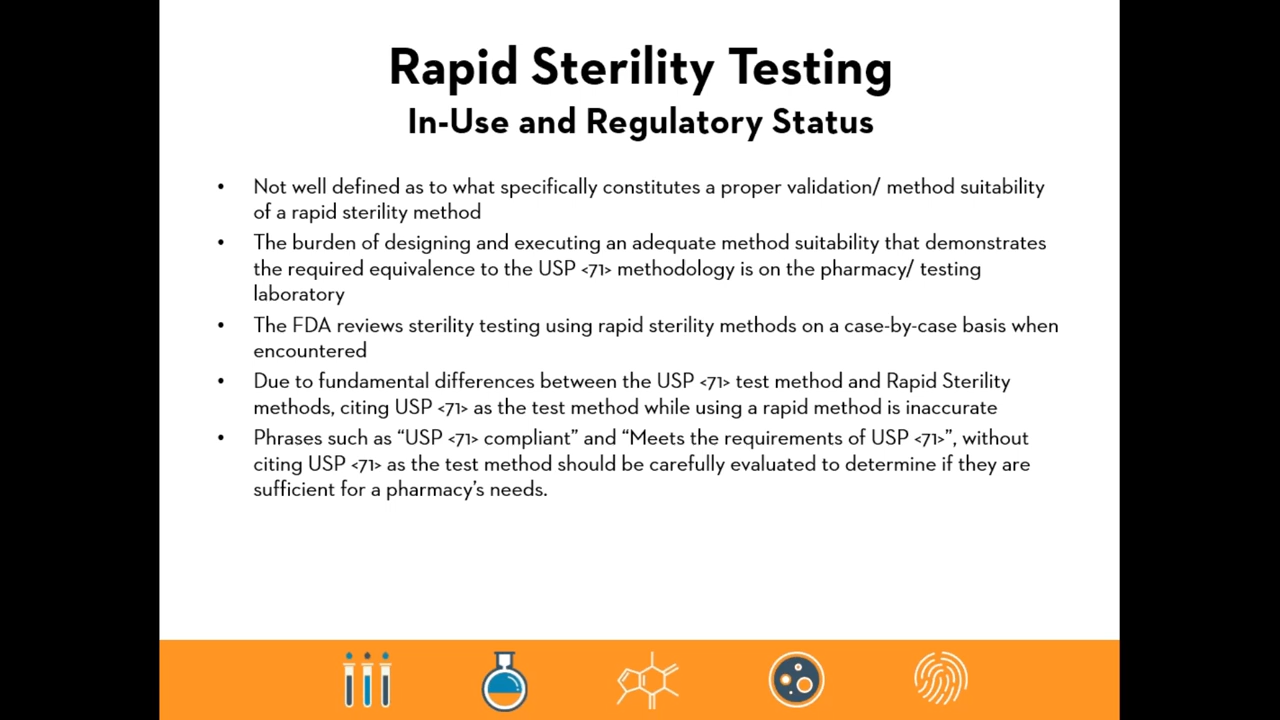 Rapid Sterility Testing
In-Use and Regulatory Status
• Not well defined as to what specifically constitutes a proper validation/ method suitability
of a rapid sterility method
• The burden of designing and executing an adequate method suitability that demonstrates
the required equivalence to the USP <71> methodology is on the pharmacy/ testing
laboratory
• The FDA reviews sterility testing using rapid sterility methods on a case-by-case basis when
encountered
• Due to fundamental differences between the USP <71> test method and Rapid Sterility
methods, citing USP <71> as the test method while using a rapid method is inaccurate
• Phrases such as “USP <71> compliant” and “Meets the requirements of USP <71>”, without
citing USP <71> as the test method should be carefully evaluated to determine if they are
sufficient for a pharmacy’s needs.